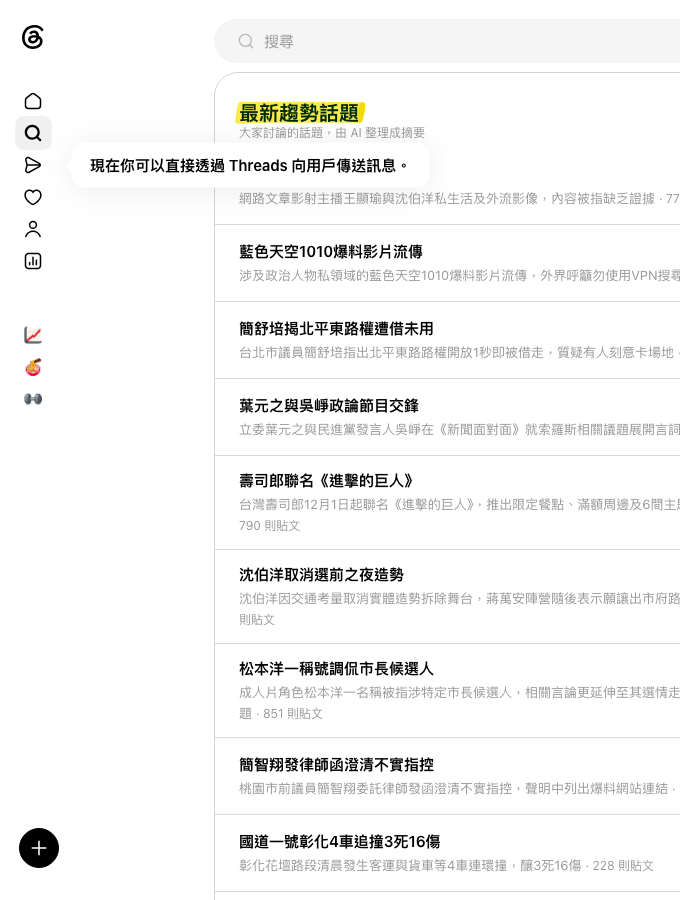 搜尋
最新趨勢話題
大家討論的話題，由 AI 整理成摘要
現在你可以直接透過 Threads 向用戶傳送訊息。
網路文章影射主播王顯瑜與沈伯洋私生活及外流影像，內容被指缺乏證據 · 77
藍色天空1010爆料影片流傳
涉及政治人物私領域的藍色天空1010爆料影片流傳，外界呼籲勿使用VPN搜尋
簡舒培揭北平東路權遭借未用
台北市議員簡舒培指出北平東路路權開放1秒即被借走，質疑有人刻意卡場地 ·
葉元之與吳崢政論節目交鋒
立委葉元之與民進黨發言人吳崢在《新聞面對面》就索羅斯相關議題展開言詞
壽司郎聯名《進擊的巨人》
台灣壽司郎12月1日起聯名《進擊的巨人》，推出限定餐點、滿額周邊及6間主題
790 則貼文
沈伯洋取消選前之夜造勢
沈伯洋因交通考量取消實體造勢拆除舞台，蔣萬安陣營隨後表示願讓出市府路
則貼文
松本洋一稱號調侃市長候選人
成人片角色松本洋一名稱被指涉特定市長候選人，相關言論更延伸至其選情走
題 · 851 則貼文
簡智翔發律師函澄清不實指控
桃園市前議員簡智翔委託律師發函澄清不實指控，聲明中列出爆料網站連結 ·
國道一號彰化4車追撞3死16傷
彰化花壇路段清晨發生客運與貨車等4車連環撞，釀3死16傷 · 228 則貼文